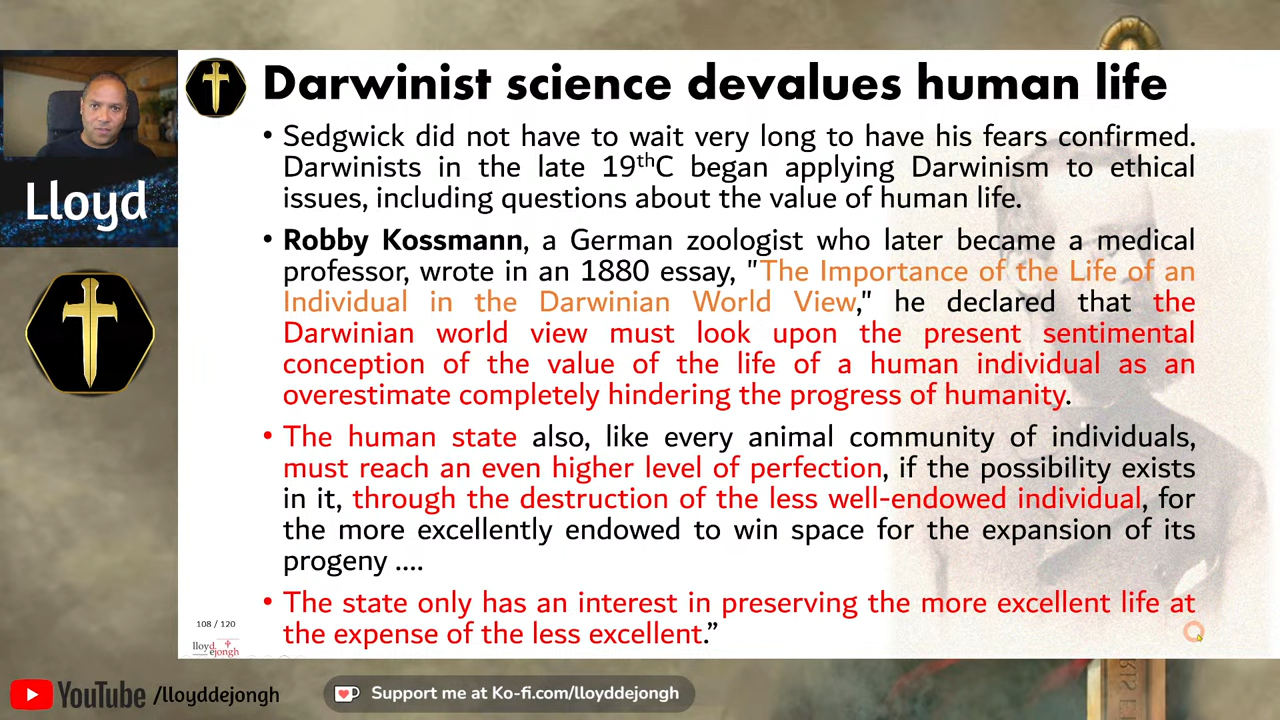 Darwinist science devalues human life
• Sedgwick did not have to wait very long to have his fears confirmed.
Darwinists in the late 19thC began applying Darwinism to ethical
issues, including questions about the value of human life.
• Robby Kossmann, a German zoologist who later became a medical
professor, wrote in an 1880 essay, "The Importance of the Life of an
Individual in the Darwinian World View," he declared that the
Darwinian world view must look upon the present sentimental
conception of the value of the life of a human individual as an
overestimate completely hindering the progress of humanity.
• The human state also, like every animal community of individuals,
must reach an even higher level of perfection, if the possibility exists
in it, through the destruction of the less well-endowed individual, for
the more excellently endowed to win space for the expansion of its
progeny ....
• The state only has an interest in preserving the more excellent life at
the expense of the less excellent.”
108 / 120
lloyd
dejongh
Lloyd
YouTube /lloyddejongh
Support me at Ko-fi.com/lloyddejongh